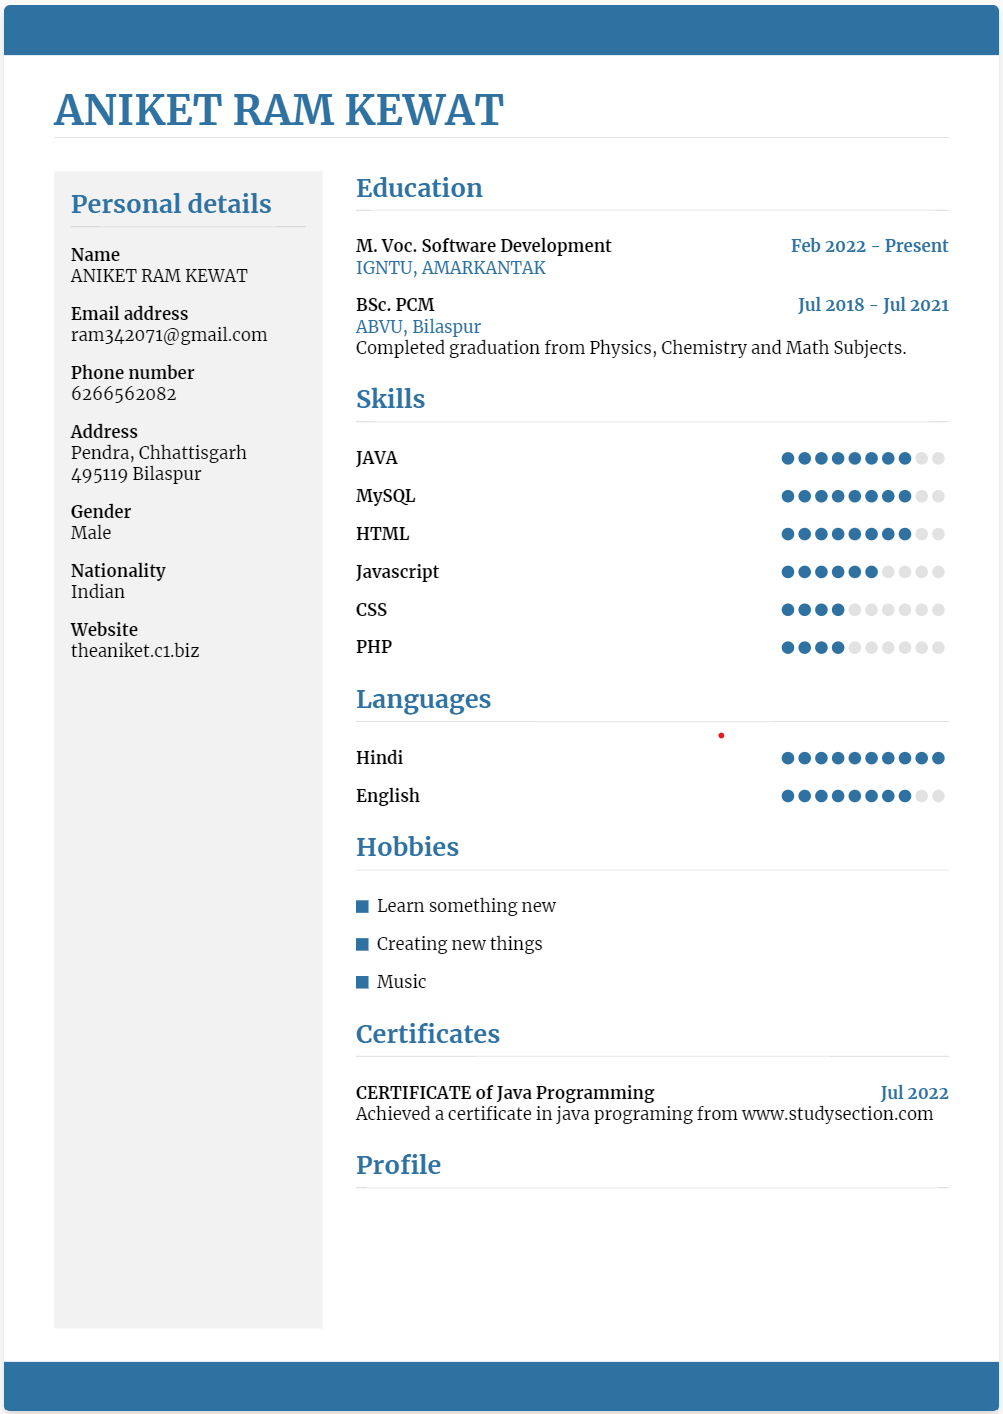 ANIKET RAM KEWAT
Personal details
Name
ANIKET RAM KEWAT
Email address
ram342071@gmail.com
Phone number
6266562082
Address
Pendra, Chhattisgarh
495119 Bilaspur
Gender
Male
Nationality
Indian
Website
theaniket.c1.biz
Education
M. Voc. Software Development Feb 2022 - Present
IGNTU, AMARKANTAK
BSc. PCM Jul 2018 - Jul 2021
ABVU, Bilaspur
Completed graduation from Physics, Chemistry and Math Subjects.
Skills
JAVA
MySQL
HTML
Javascript
CSS
PHP
Languages
Hindi
English
Hobbies
Learn something new
Creating new things
Music
Certificates
CERTIFICATE of Java Programming Jul 2022
Achieved a certificate in java programing from www.studysection.com
Profile